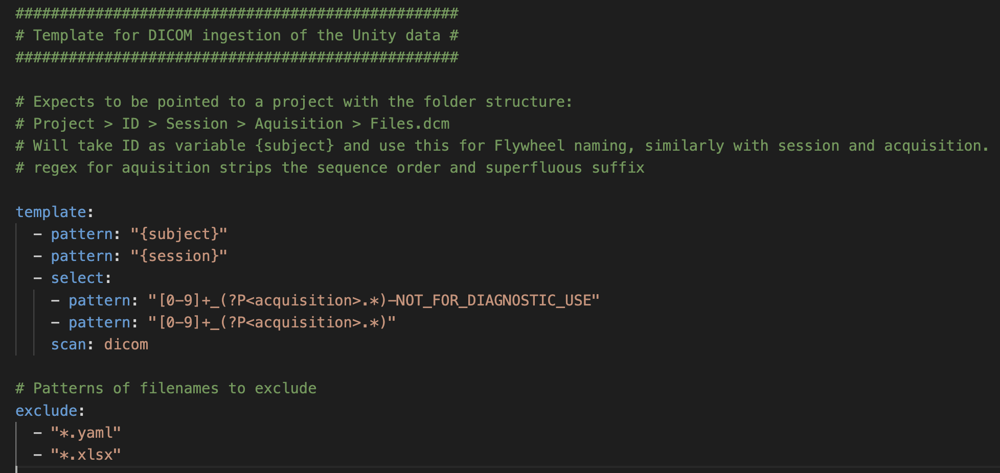 ##################################################
# Template for DICOM ingestion of the Unity data #
##################################################
# Expects to be pointed to a project with the folder structure:
# Project > ID > Session > Aquisition > Files.dcm
# Will take ID as variable {subject} and use this for Flywheel naming, similarly with session and acquisition.
# regex for aquisition strips the sequence order and superfluous suffix
template:
  - pattern: "{subject}"
  - pattern: "{session}"
  - select:
    - pattern: "[0-9]+_(?P<acquisition>.*)-NOT_FOR_DIAGNOSTIC_USE"
    - pattern: "[0-9]+_(?P<acquisition>.*)"
    scan: dicom
# Patterns of filenames to exclude
exclude:
  - "*.yaml"
  - "*.xlsx"